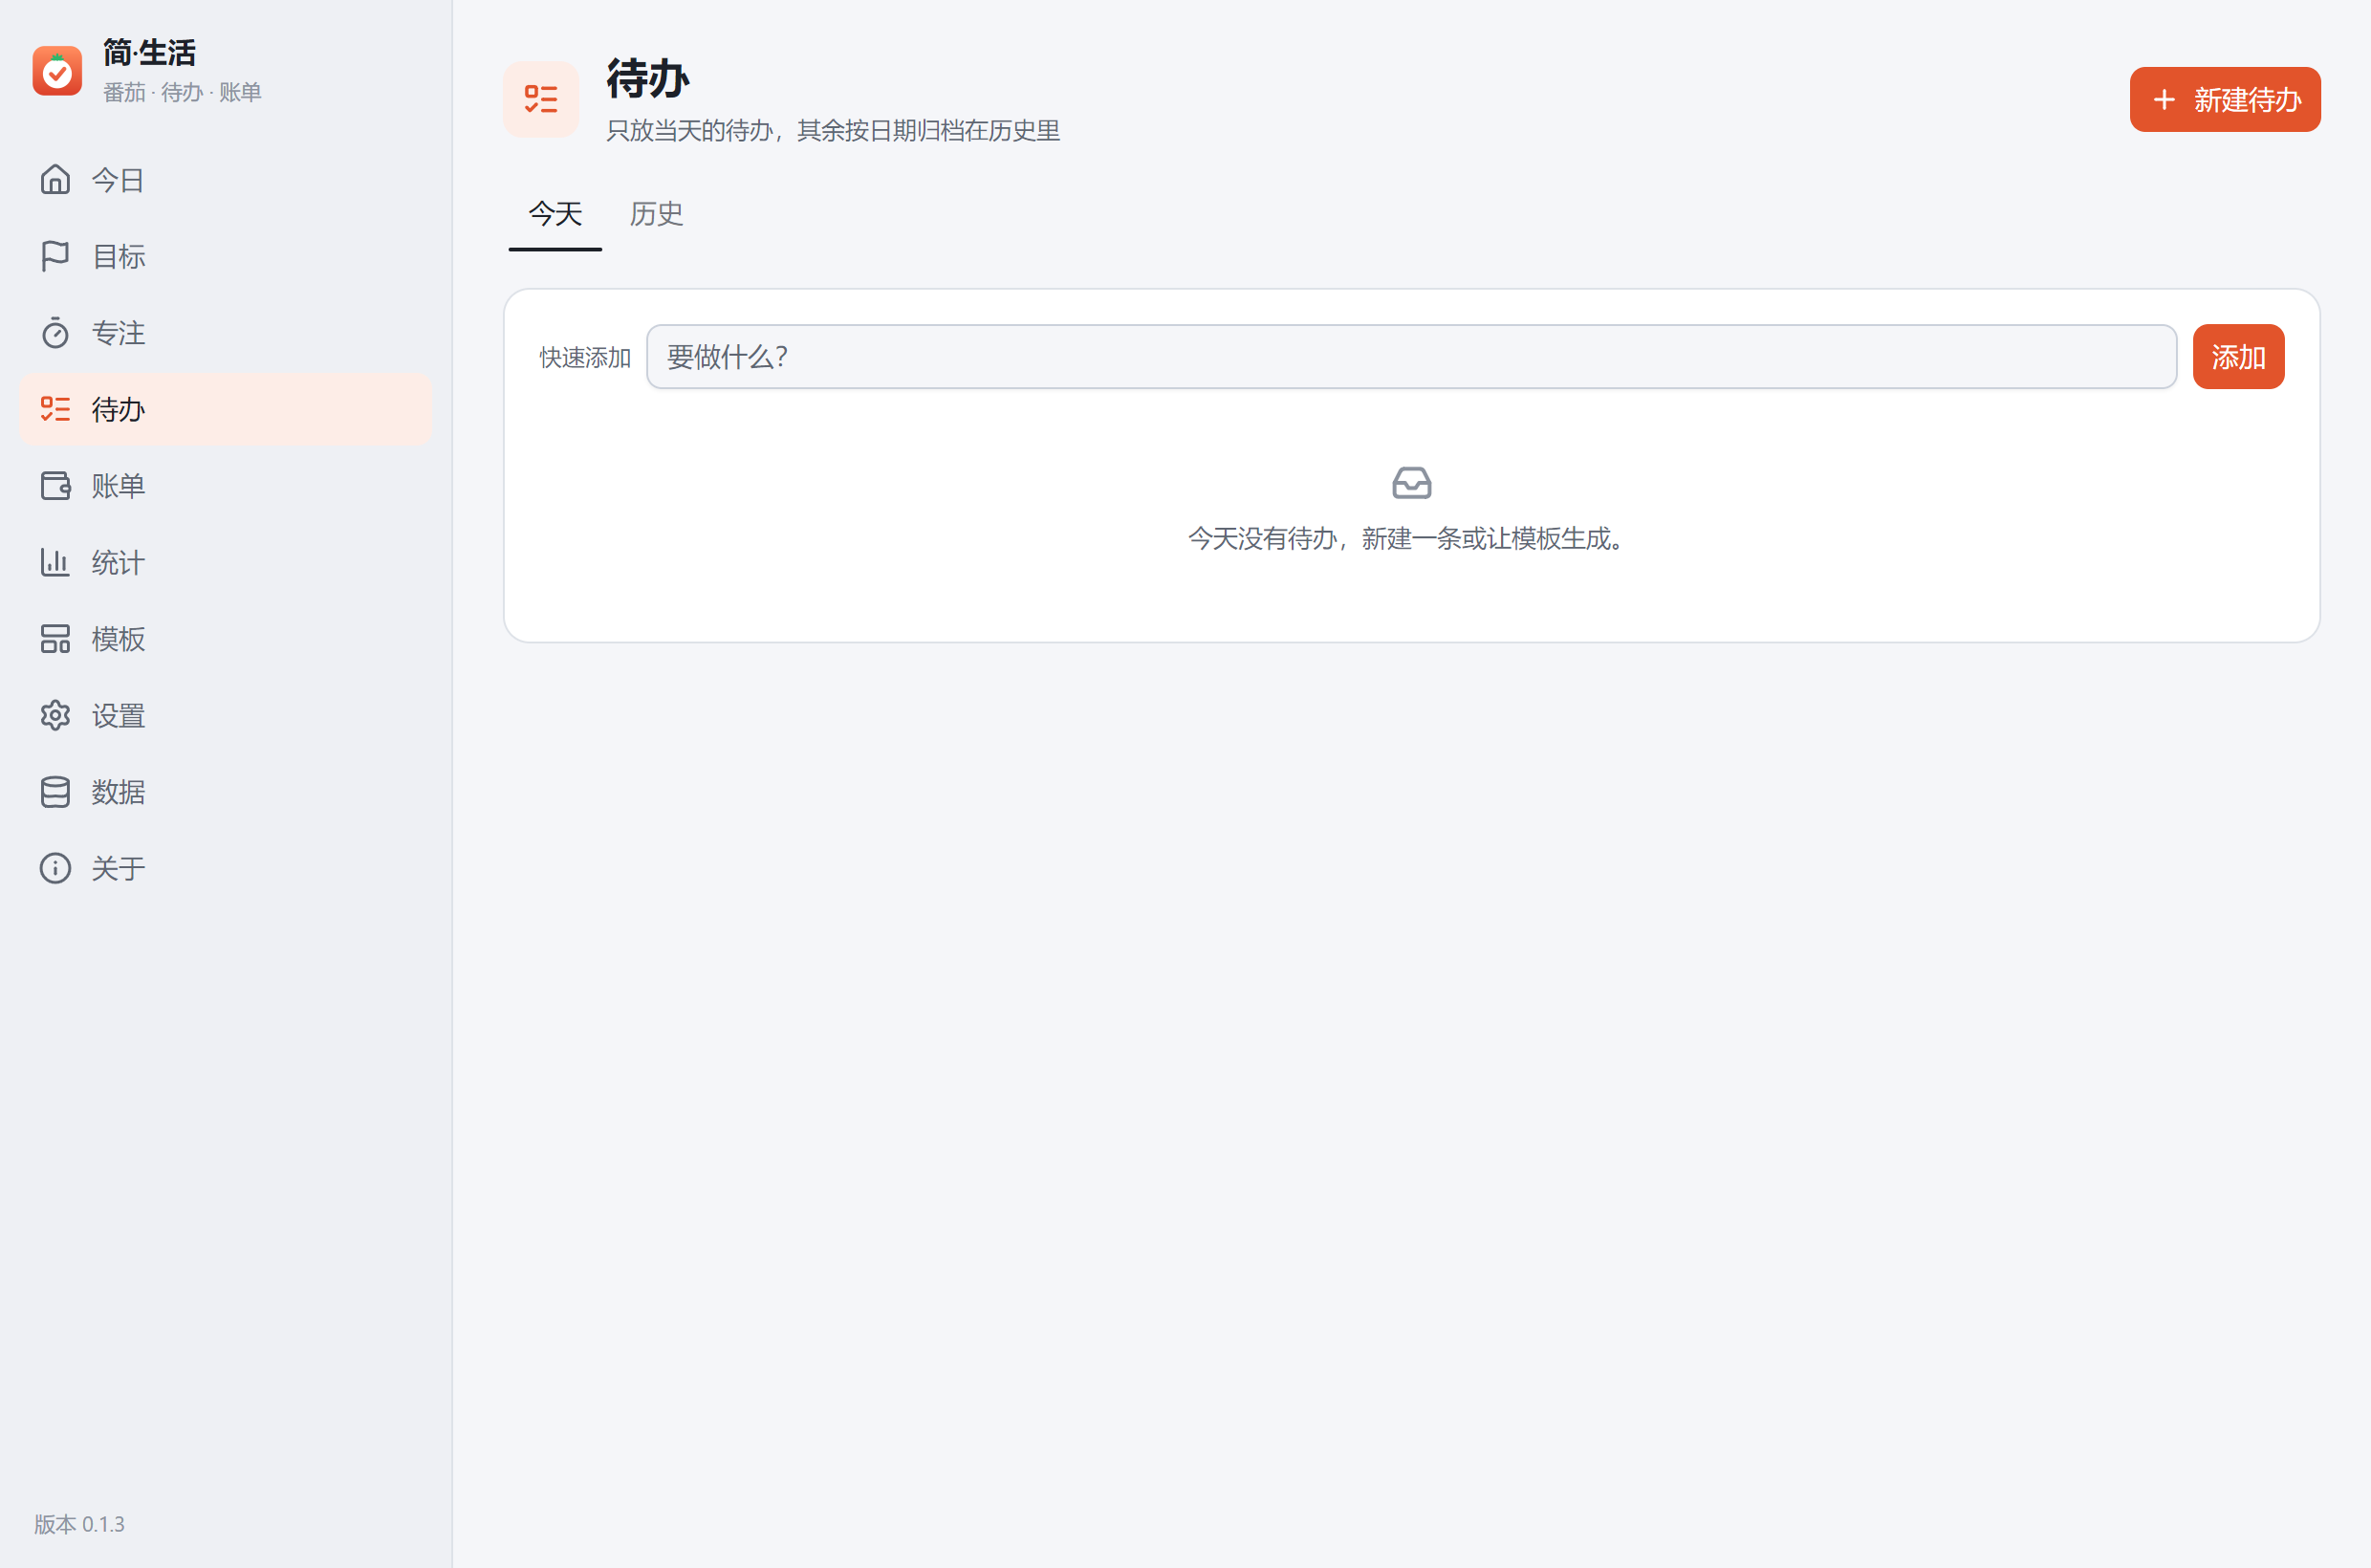 简·生活
番茄 · 待办 · 账单
今日
目标
专注
待办
账单
统计
模板
设置
数据
关于
版本 0.1.3
待办
只放当天的待办，其余按日期归档在历史里
新建待办
今天
历史
快速添加
要做什么？
添加
今天没有待办，新建一条或让模板生成。